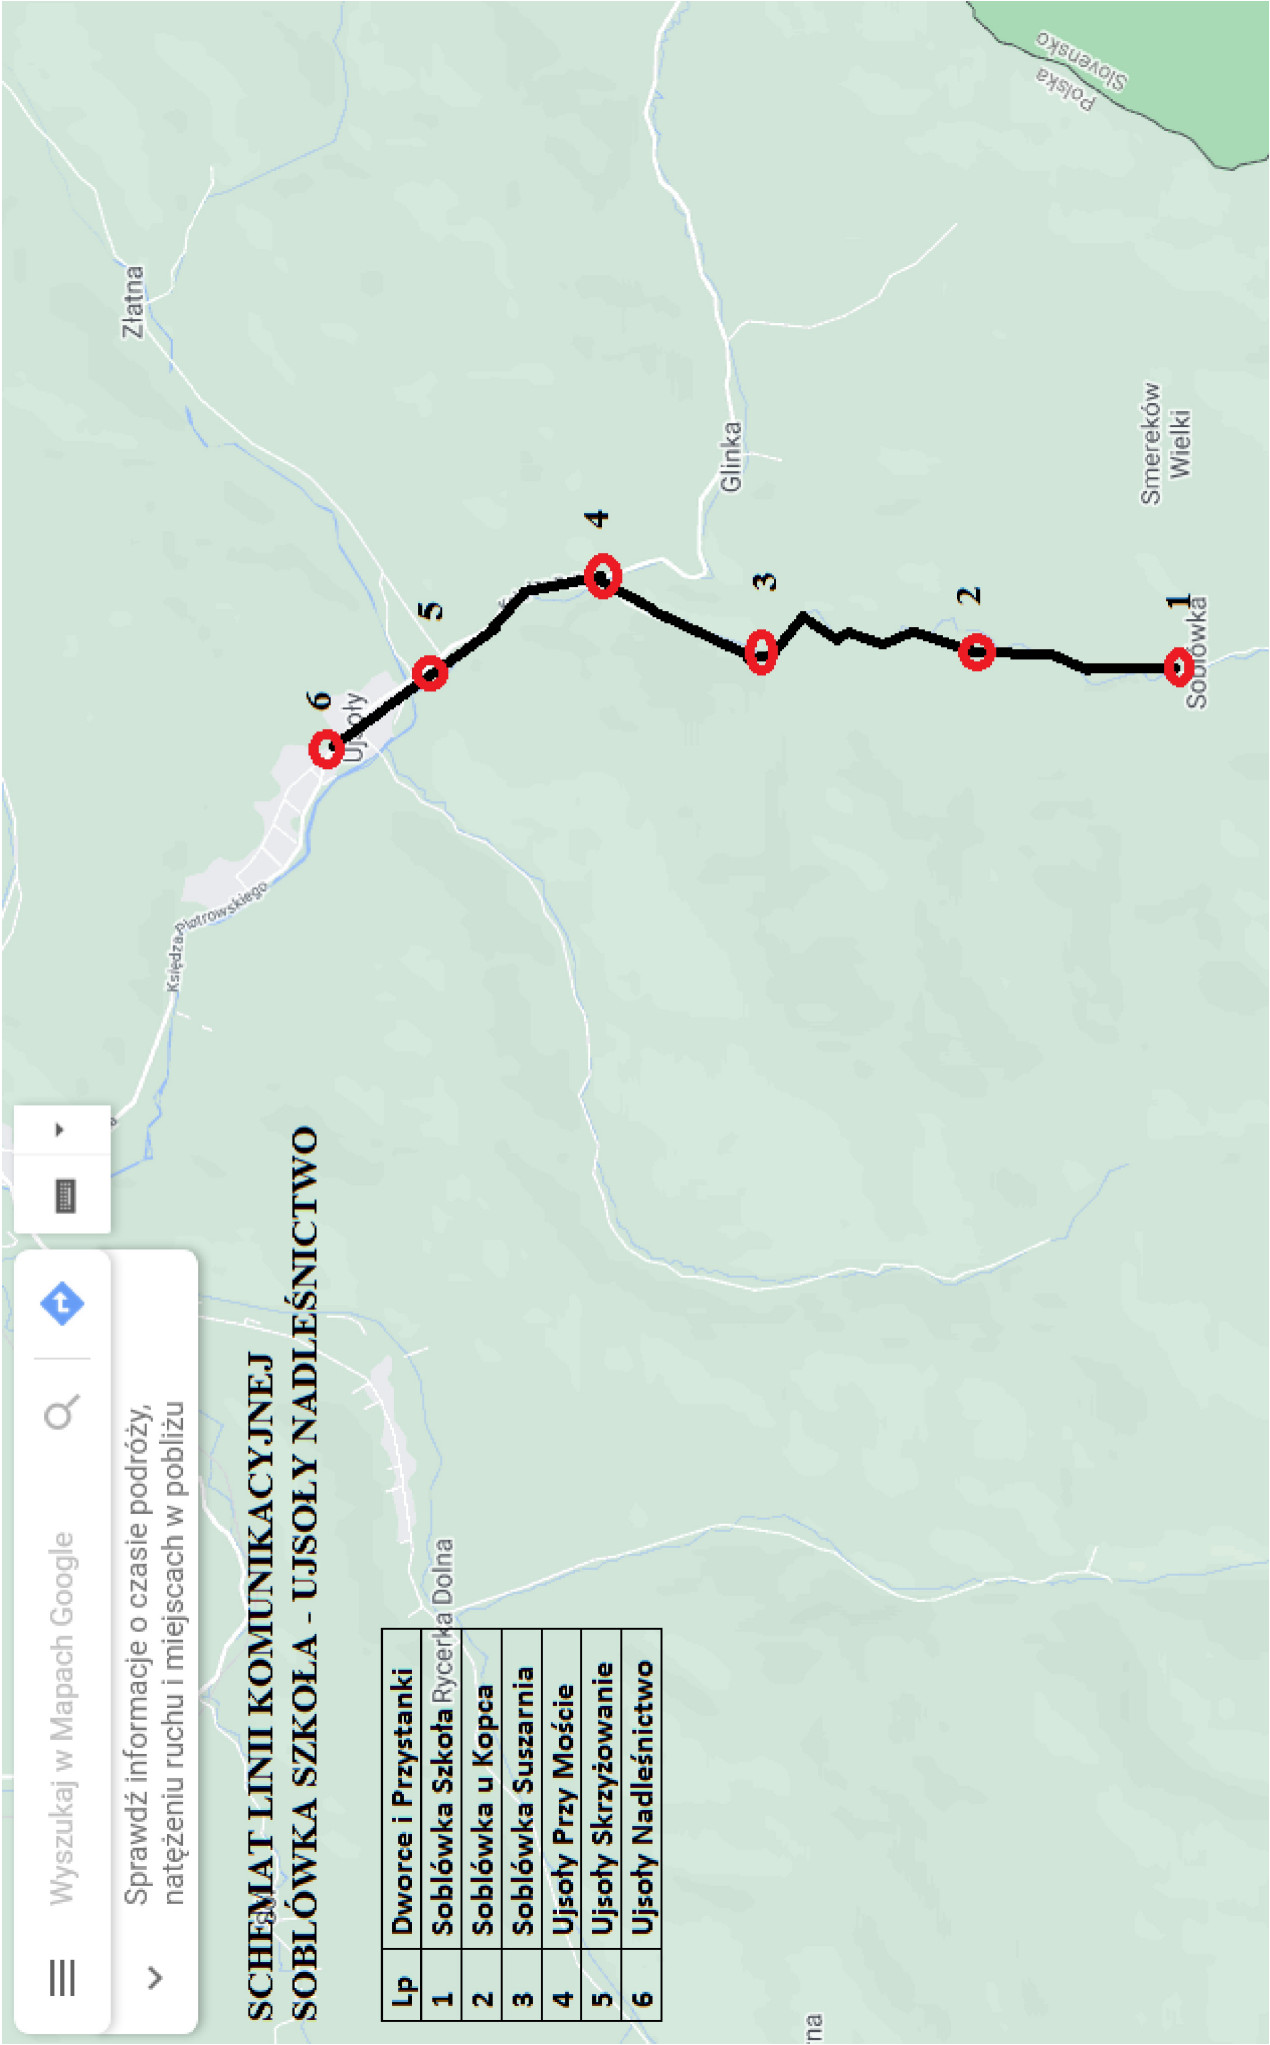 Wyszukaj w Mapach Google
Sprawdź informacje o czasie podróży,
natężeniu ruchu i miejscach w pobliżu
SCHEMAT LINII KOMUNIKACYJNEJ
SOBLÓWKA SZKOŁA - UJSOŁY NADLEŚNICTWO
Lp Dworce i Przystanki
1 Soblówka Szkoła
2 Soblówka u Kopca
3 Soblówka Suszarnia
4 Ujsoły Przy Moście
5 Ujsoły Skrzyżowanie
6 Ujsoły Nadleśnictwo
Rycerka Dolna
Księdza Piotrowskiego
Złatna
6
Ujsoły
5
4
Glinka
3
2
1
Soblówka
Smereków
Wielki
Polska
Slovensko
na